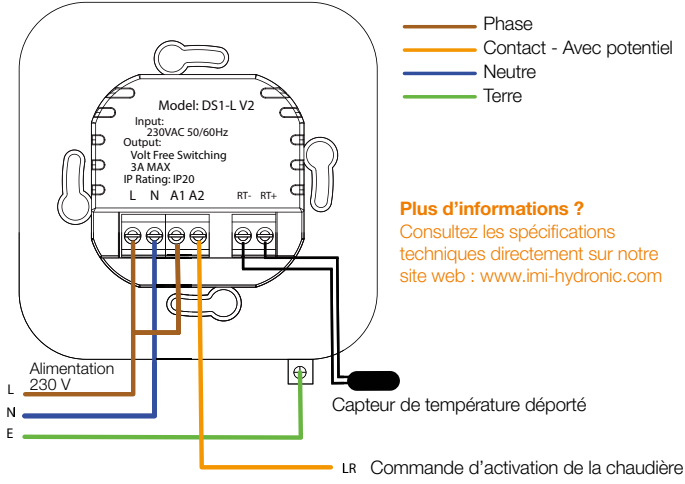 Phase
Contact - Avec potentiel
Neutre
Terre
Model: DS1-L V2
Input:
230VAC 50/60Hz
Output:
Volt Free Switching
3A MAX
IP Rating: IP20
L N A1 A2 RT- RT+
Plus d'informations ?
Consultez les spécifications
techniques directement sur notre
site web : www.imi-hydronic.com
Alimentation
230 V
L
N
E
Capteur de température déporté
LR Commande d'activation de la chaudière